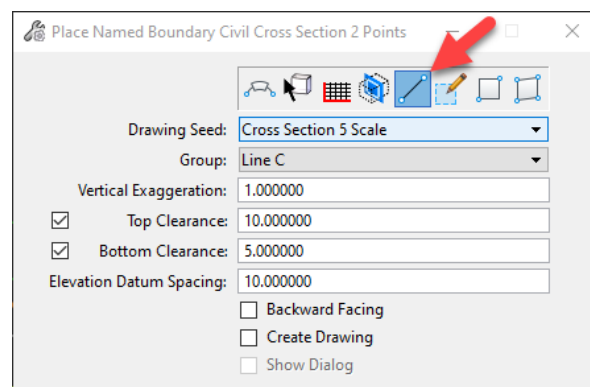 Place Named Boundary Civil Cross Section 2 Points
Drawing Seed: Cross Section 5 Scale
Group: Line C
Vertical Exaggeration: 1.000000
Top Clearance: 10.000000
Bottom Clearance: 5.000000
Elevation Datum Spacing: 10.000000
Backward Facing
Create Drawing
Show Dialog